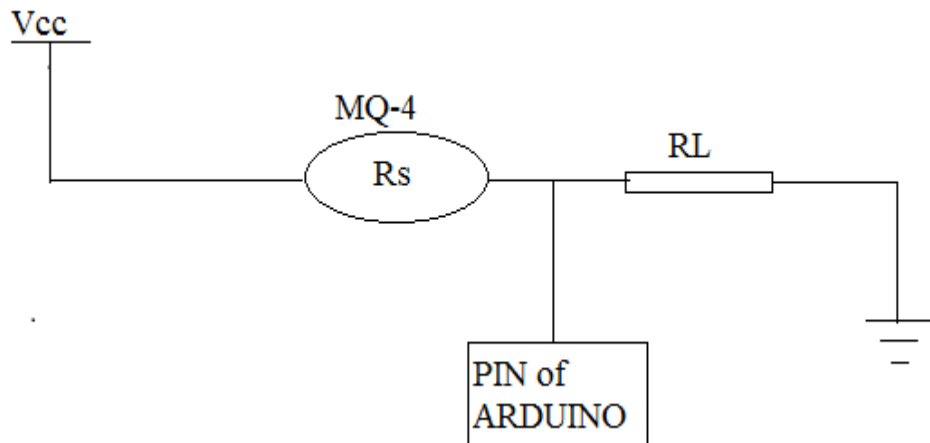 Vcc
MQ-4
Rs
RL
PIN of
ARDUINO